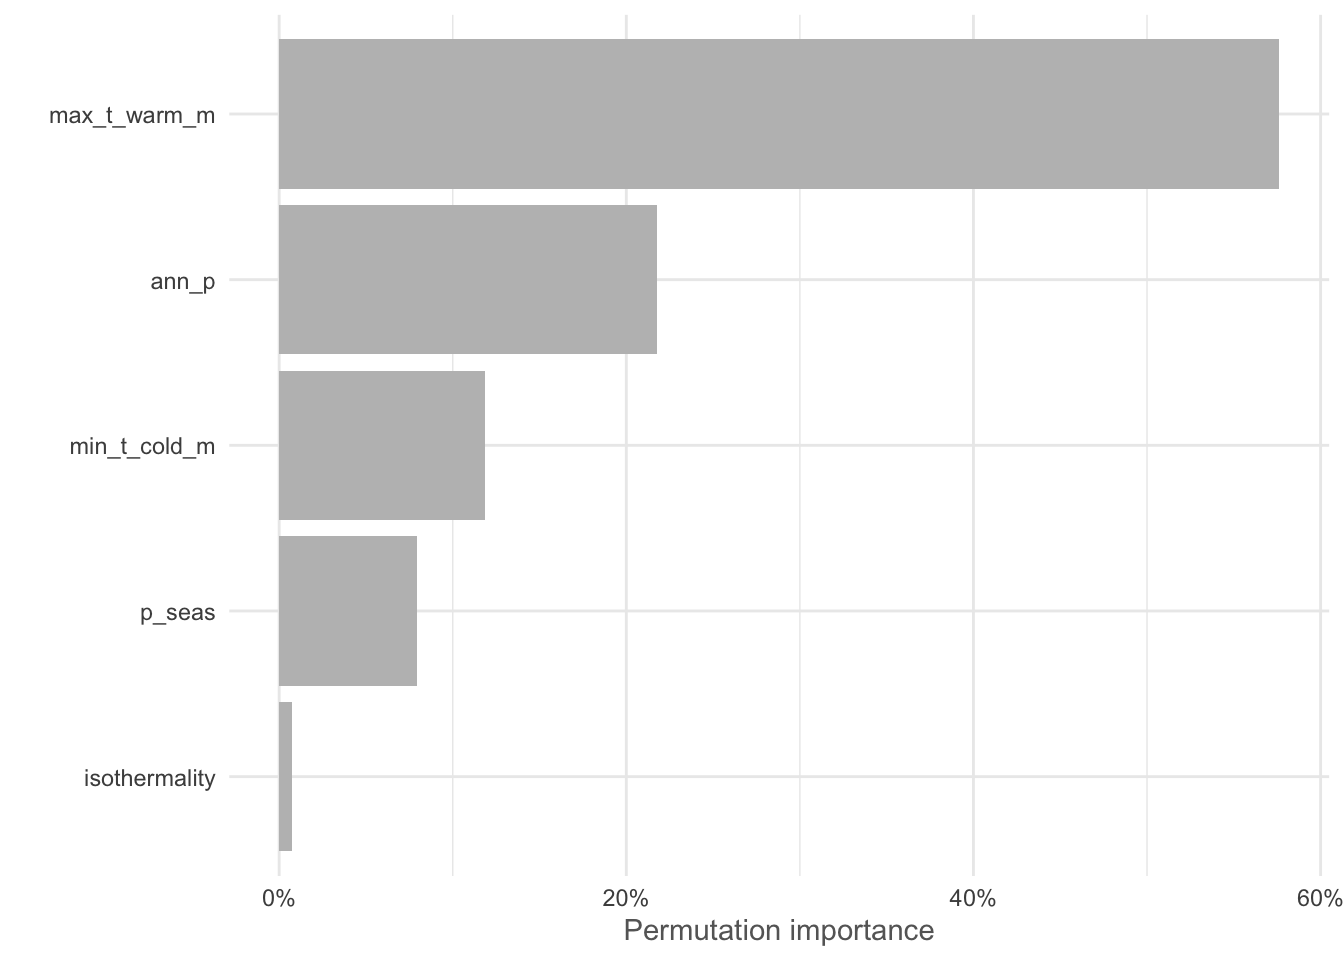 max_t_warm_m
ann_p
min_t_cold_m
p_seas
isothermality
0% 20% 40% 60%
Permutation importance